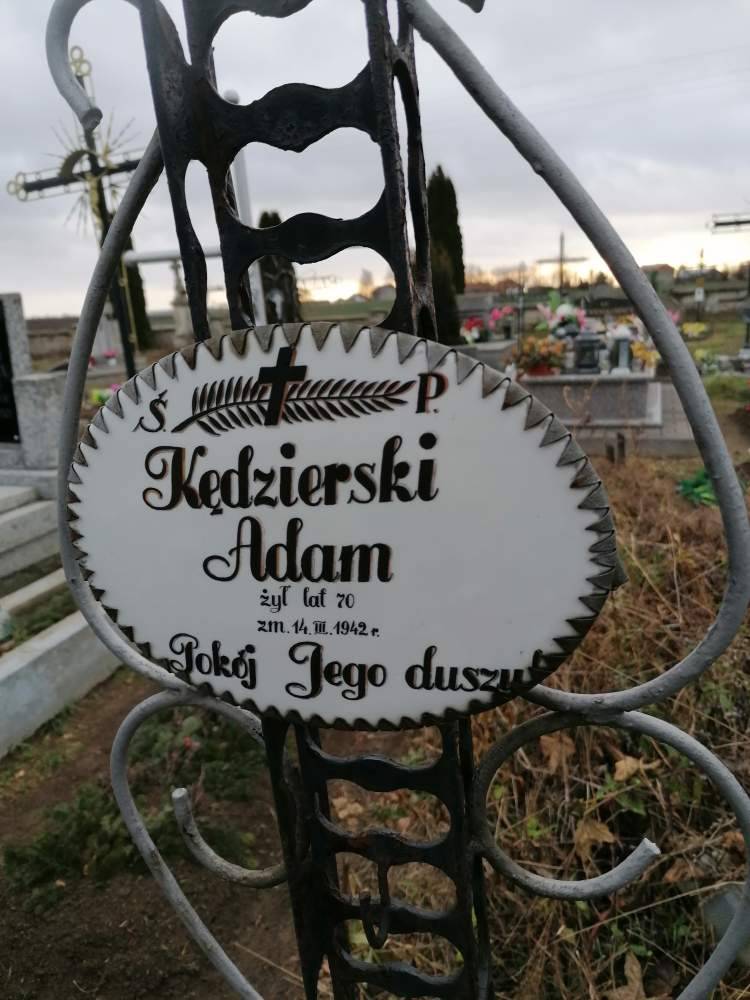 Ś. P.
Kędzierski
Adam
żył lat 70
zm. 14. III. 1942 r.
Pokój Jego duszy!